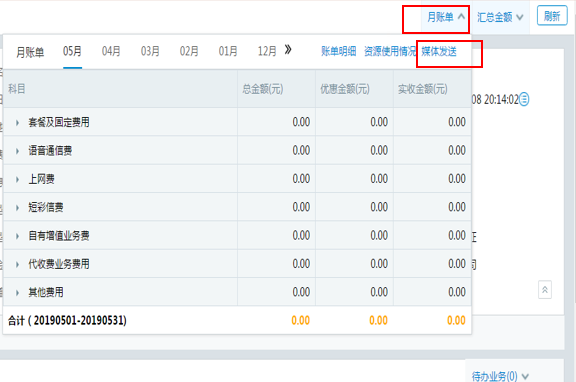 月账单 汇总金额 刷新
月账单 05月 04月 03月 02月 01月 12月 » 账单明细 资源使用情况 媒体发送
科目 总金额(元) 优惠金额(元) 实收金额(元)
08 20:14:02
套餐及固定费用 0.00 0.00 0.00
语音通信费 0.00 0.00 0.00
上网费 0.00 0.00 0.00
短彩信费 0.00 0.00 0.00
自有增值业务费 0.00 0.00 0.00
代收费业务费用 0.00 0.00 0.00
其他费用 0.00 0.00 0.00
合计 ( 20190501-20190531) 0.00 0.00 0.00
待办业务(0)